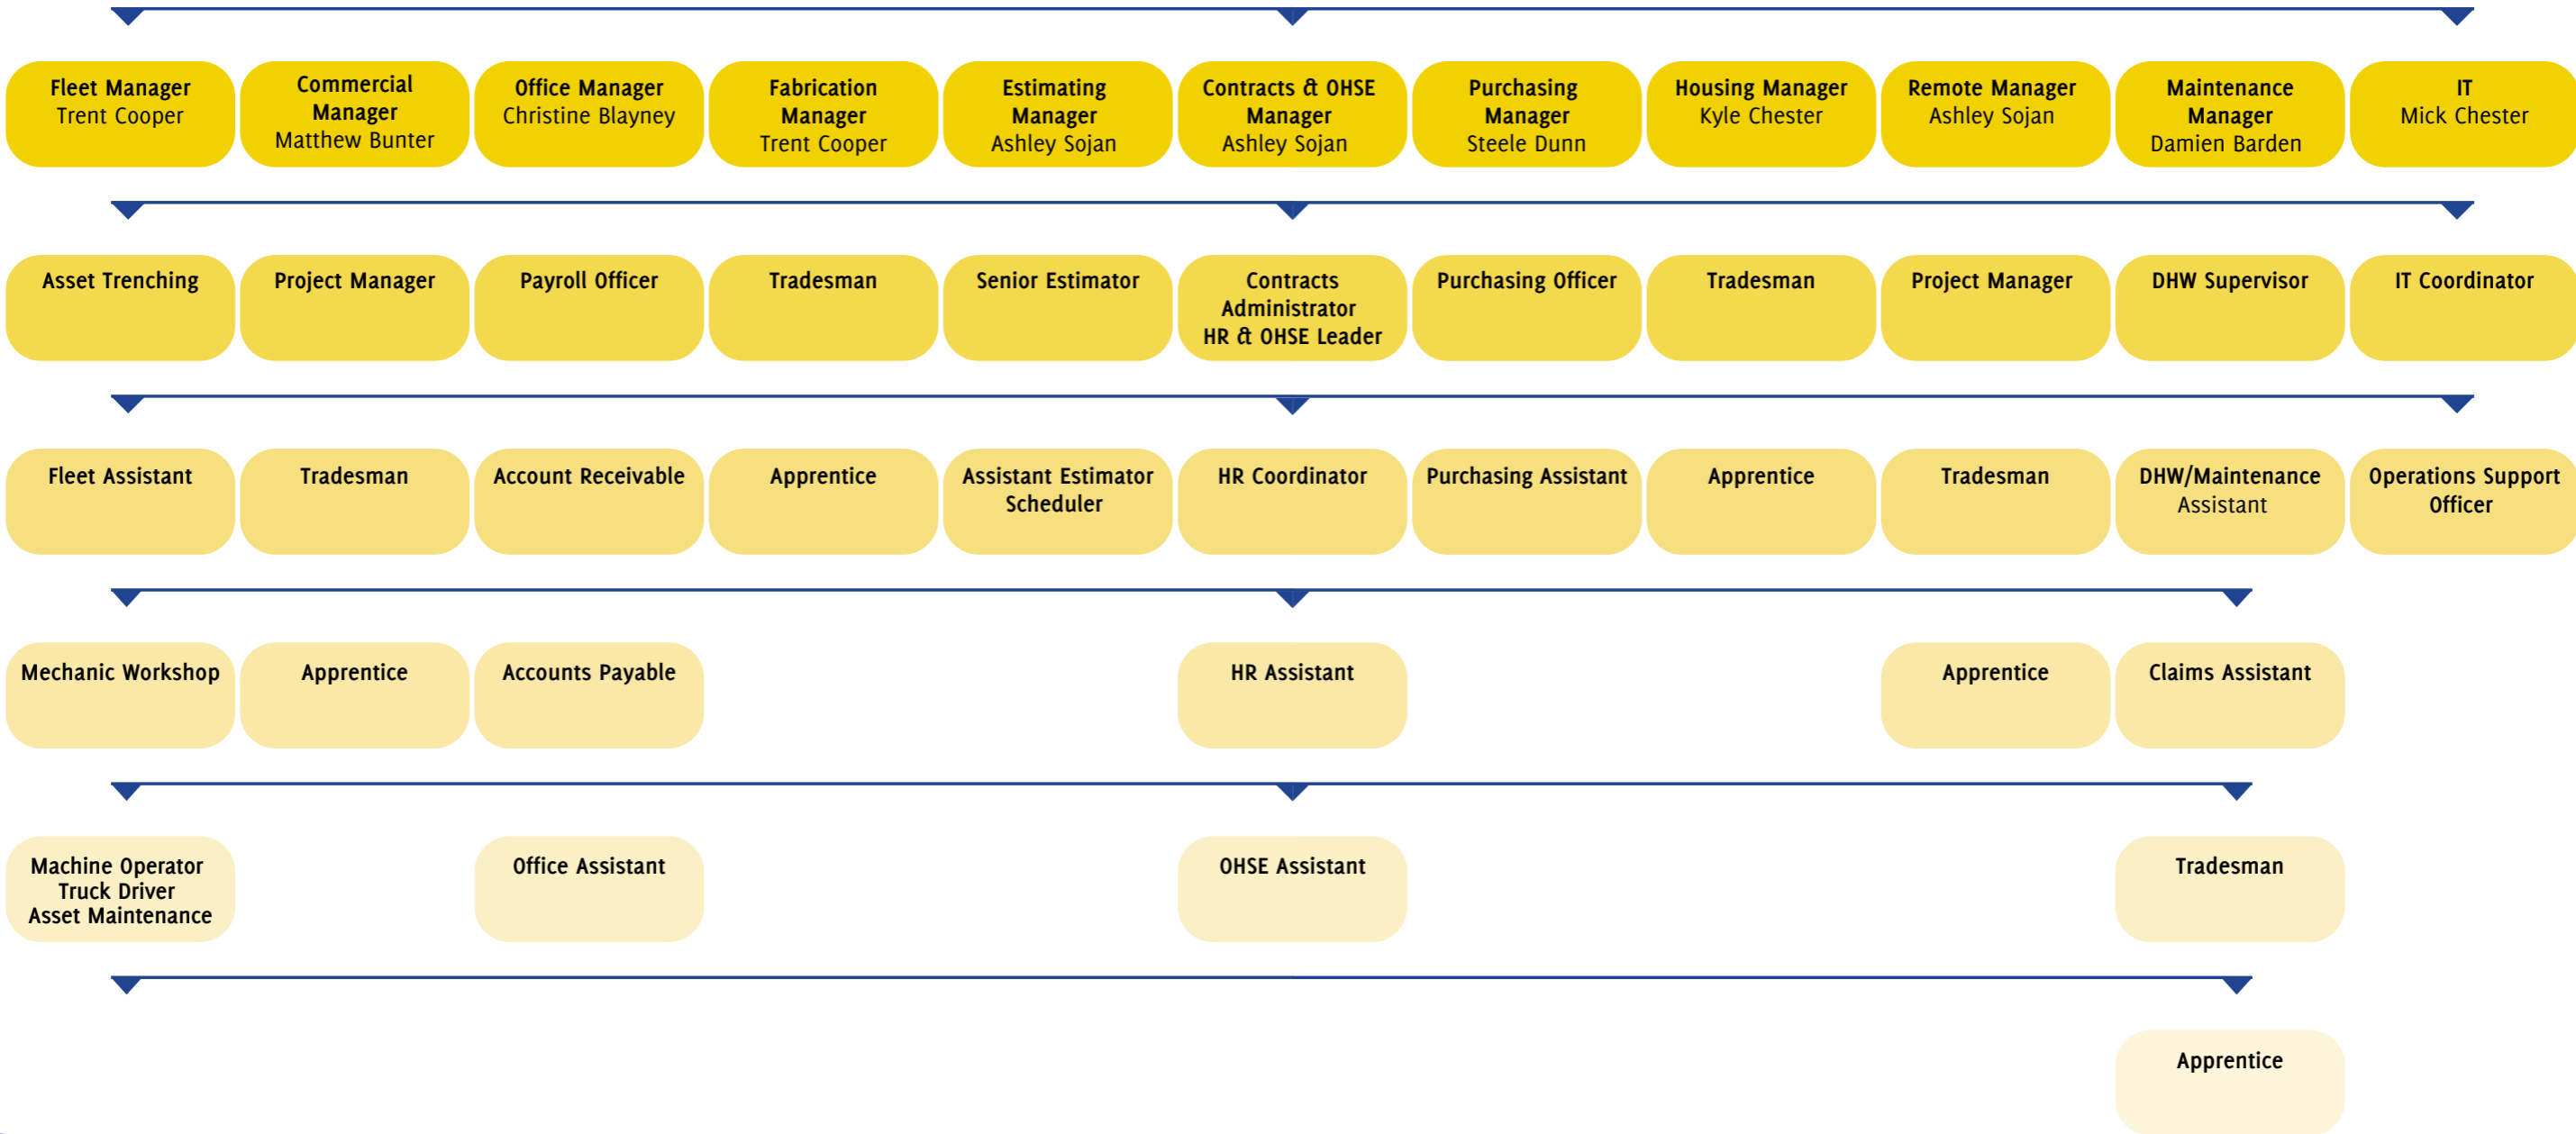 Fleet Manager
Trent Cooper
Commercial
Manager
Matthew Bunter
Office Manager
Christine Blayney
Fabrication
Manager
Trent Cooper
Estimating
Manager
Ashley Sojan
Contracts & OHSE
Manager
Ashley Sojan
Purchasing
Manager
Steele Dunn
Housing Manager
Kyle Chester
Remote Manager
Ashley Sojan
Maintenance
Manager
Damien Barden
IT
Mick Chester
Asset Trenching
Project Manager
Payroll Officer
Tradesman
Senior Estimator
Contracts
Administrator
HR & OHSE Leader
Purchasing Officer
Tradesman
Project Manager
DHW Supervisor
IT Coordinator
Fleet Assistant
Tradesman
Account Receivable
Apprentice
Assistant Estimator
Scheduler
HR Coordinator
Purchasing Assistant
Apprentice
Tradesman
DHW/Maintenance
Assistant
Operations Support
Officer
Mechanic Workshop
Apprentice
Accounts Payable
HR Assistant
Apprentice
Claims Assistant
Machine Operator
Truck Driver
Asset Maintenance
Office Assistant
OHSE Assistant
Tradesman
Apprentice